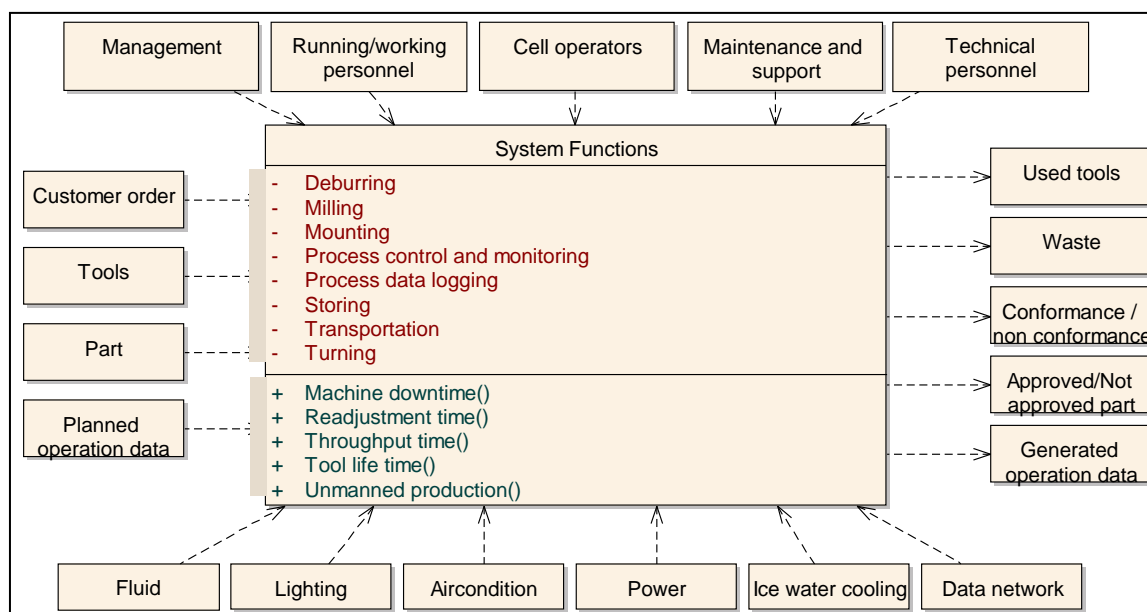 Management
Running/working
personnel
Cell operators
Maintenance and
support
Technical
personnel
System Functions
Customer order
Tools
Part
Planned
operation data
- Deburring
- Milling
- Mounting
- Process control and monitoring
- Process data logging
- Storing
- Transportation
- Turning
+ Machine downtime()
+ Readjustment time()
+ Throughput time()
+ Tool life time()
+ Unmanned production()
Used tools
Waste
Conformance /
non conformance
Approved/Not
approved part
Generated
operation data
Fluid
Lighting
Aircondition
Power
Ice water cooling
Data network